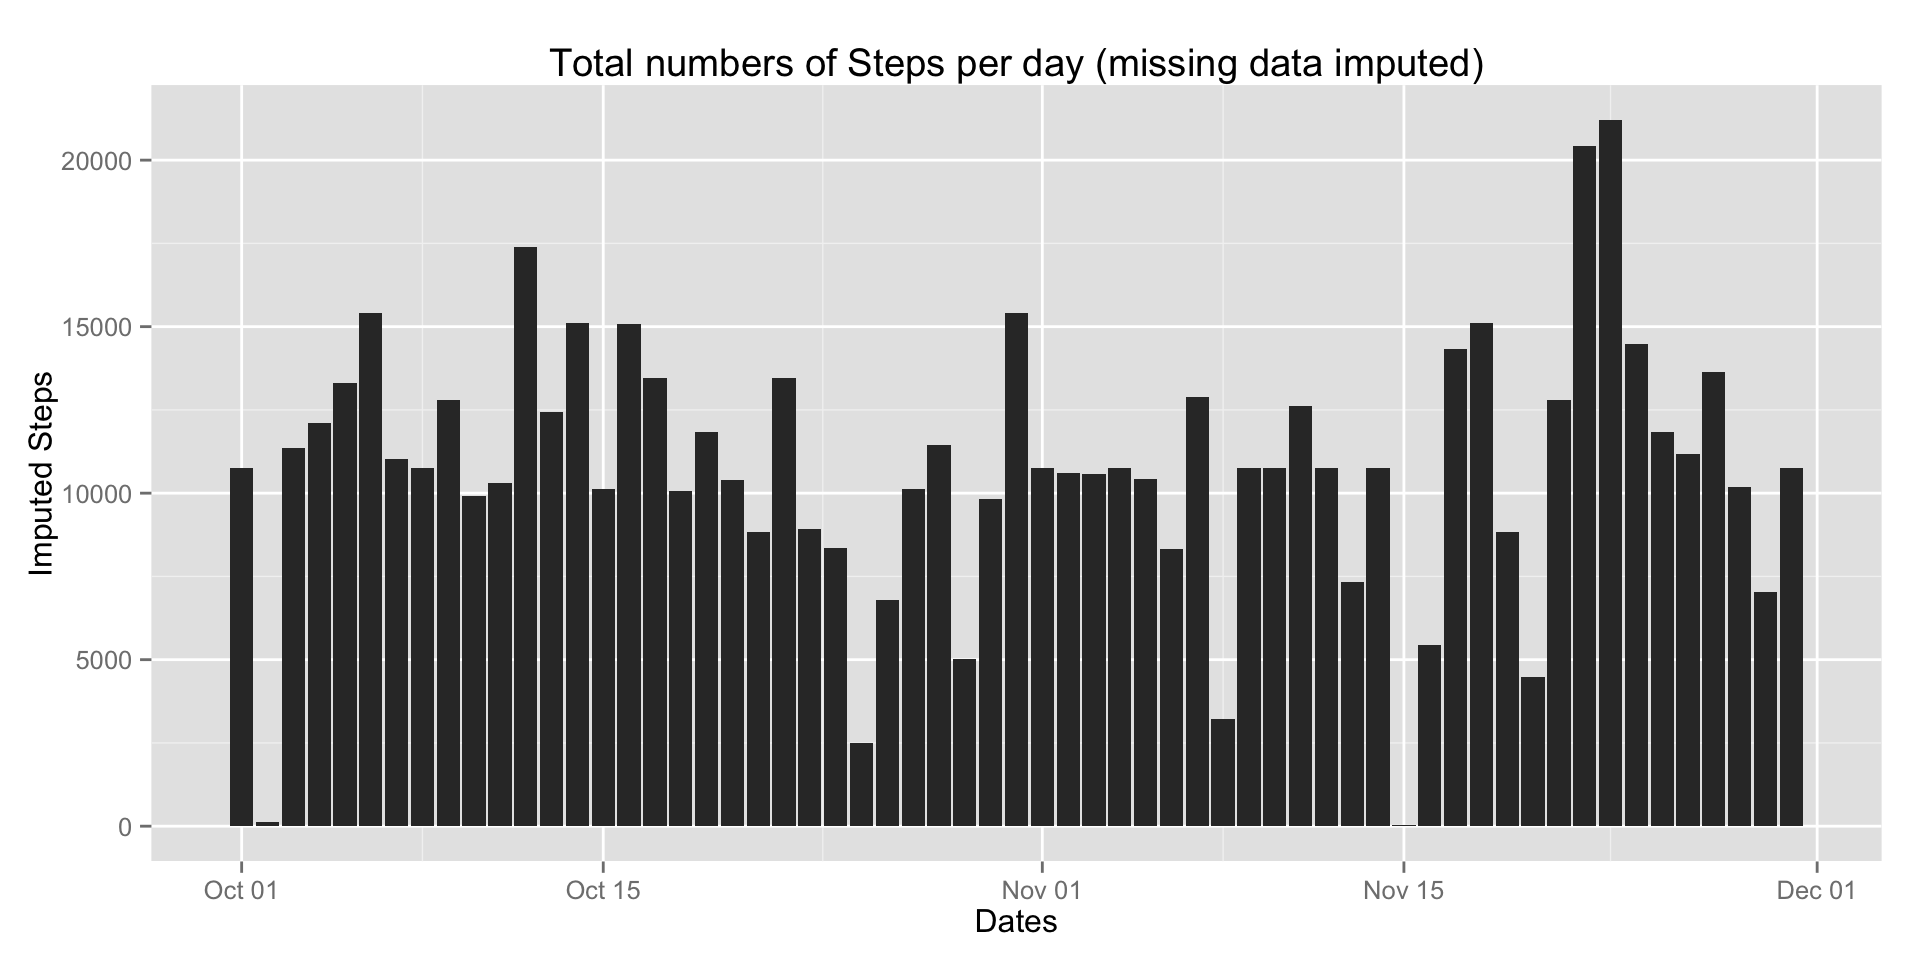 Total numbers of Steps per day (missing data imputed)
20000
15000
10000
5000
0
Imputed Steps
Oct 01 Oct 15 Nov 01 Nov 15 Dec 01
Dates